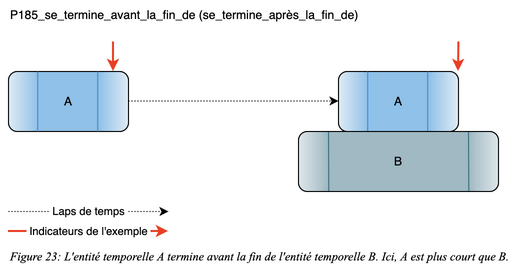 P185_se_termine_avant_la_fin_de (se_termine_après_la_fin_de)
A
A
B
Laps de temps
Indicateurs de l'exemple
Figure 23: L'entité temporelle A termine avant la fin de l'entité temporelle B. Ici, A est plus court que B.